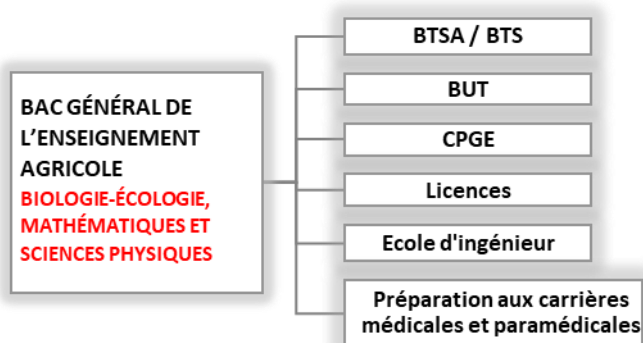 BAC GÉNÉRAL DE
L'ENSEIGNEMENT
AGRICOLE
BIOLOGIE-ÉCOLOGIE,
MATHÉMATIQUES ET
SCIENCES PHYSIQUES
BTSA / BTS
BUT
CPGE
Licences
Ecole d'ingénieur
Préparation aux carrières
médicales et paramédicales